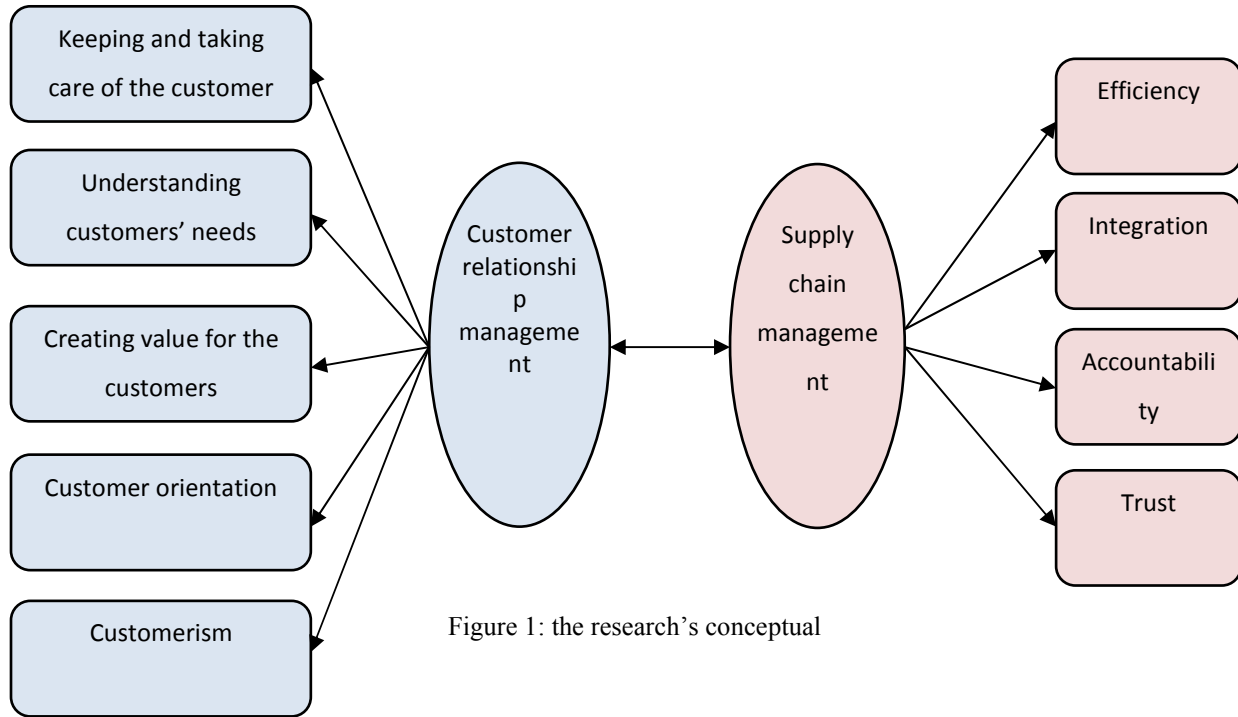 Keeping and taking
care of the customer
Understanding
customers’ needs
Creating value for the
customers
Customer orientation
Customerism
Customer
relationshi
p
manageme
nt
Supply
chain
manageme
nt
Efficiency
Integration
Accountabili
ty
Trust
Figure 1: the research’s conceptual